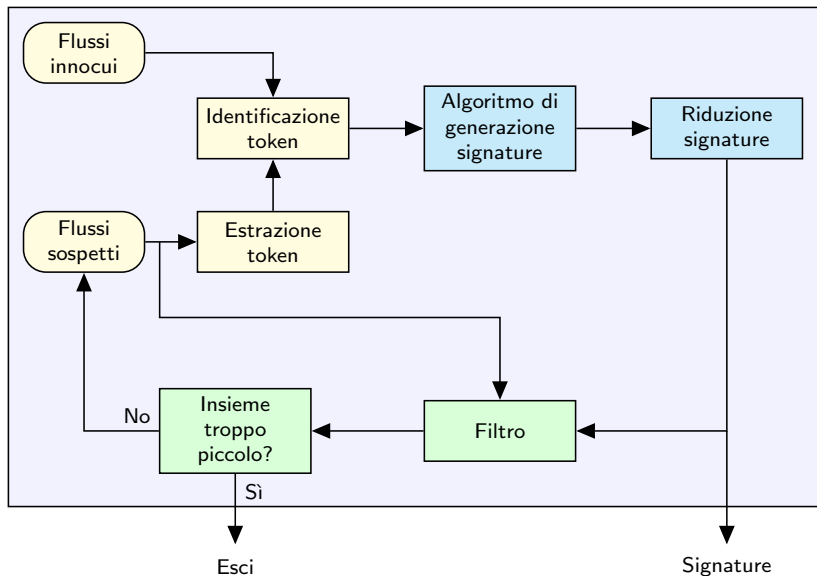 Flussi
innocui
Identificazione
token
Algoritmo di
generazione
signature
Riduzione
signature
Flussi
sospetti
Estrazione
token
No
Insieme
troppo
piccolo?
Filtro
Sì
Esci
Signature